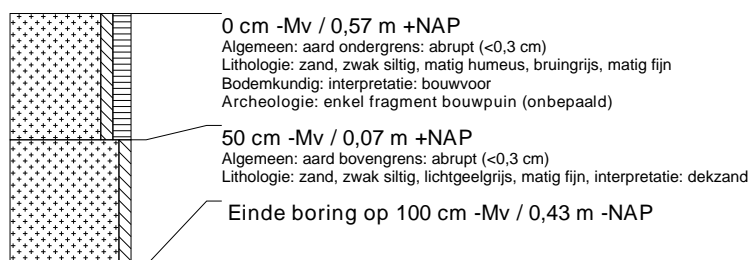 0 cm -Mv / 0,57 m +NAP
Algemeen: aard ondergrens: abrupt (<0,3 cm)
Lithologie: zand, zwak siltig, matig humeus, bruingrijs, matig fijn
Bodemkundig: interpretatie: bouwvoor
Archeologie: enkel fragment bouwpuin (onbepaald)
50 cm -Mv / 0,07 m +NAP
Algemeen: aard bovengrens: abrupt (<0,3 cm)
Lithologie: zand, zwak siltig, lichtgeelgrijs, matig fijn, interpretatie: dekzand
Einde boring op 100 cm -Mv / 0,43 m -NAP